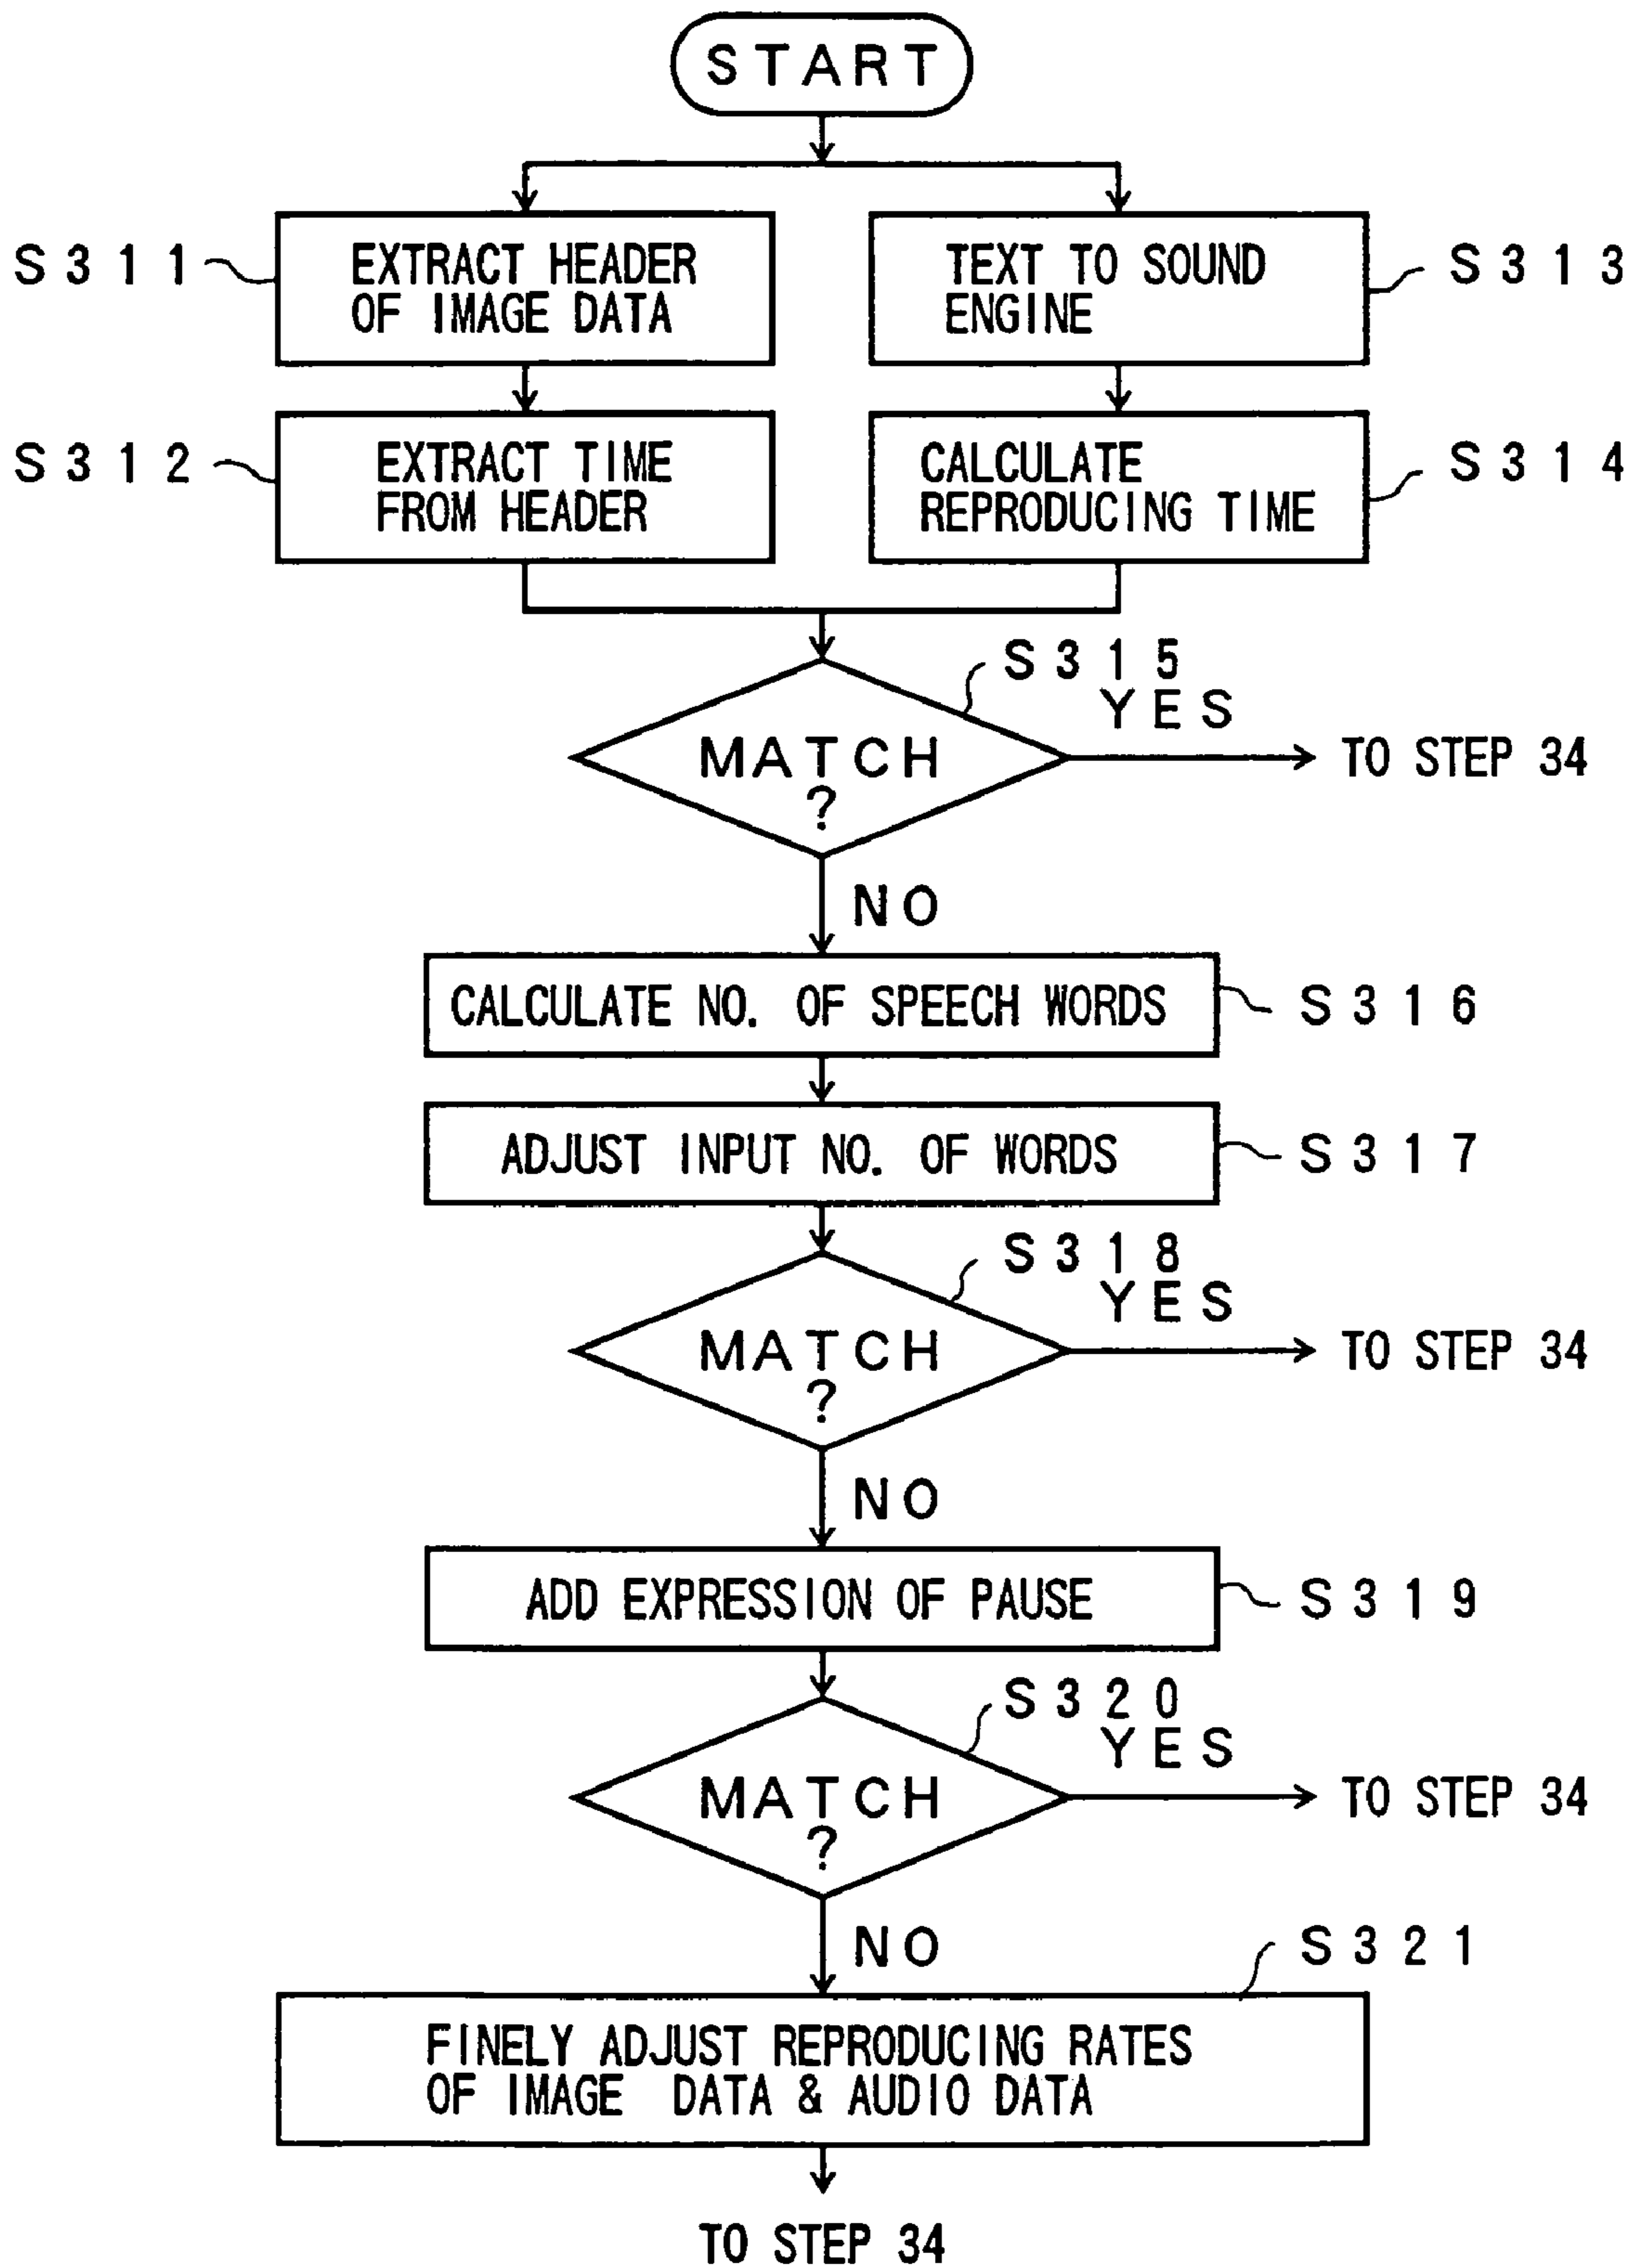 START
S311
EXTRACT HEADER
OF IMAGE DATA
TEXT TO SOUND
ENGINE
S313
S312
EXTRACT TIME
FROM HEADER
CALCULATE
REPRODUCING TIME
S314
S315
YES
MATCH
?
TO STEP 34
NO
CALCULATE NO. OF SPEECH WORDS
S316
ADJUST INPUT NO. OF WORDS
S317
S318
YES
MATCH
?
TO STEP 34
NO
ADD EXPRESSION OF PAUSE
S319
S320
YES
MATCH
?
TO STEP 34
NO
S321
FINELY ADJUST REPRODUCING RATES
OF IMAGE DATA & AUDIO DATA
TO STEP 34